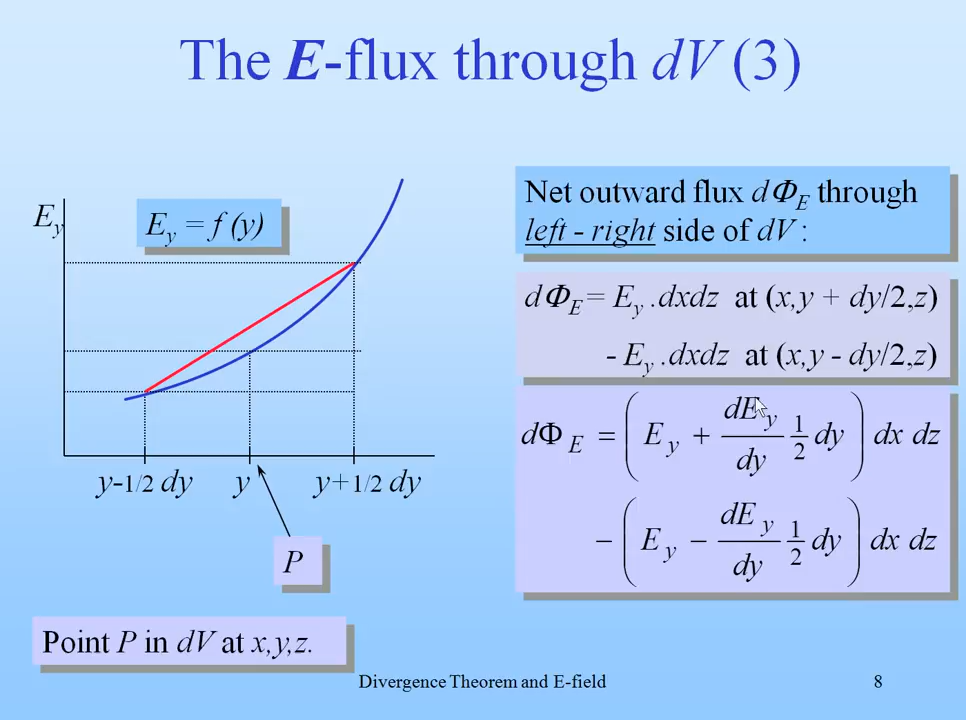 The E-flux through dV (3)
E_y
E_y = f (y)
y-1/2 dy
y
y+1/2 dy
P
Point P in dV at x,y,z.
Net outward flux dΦ_E through
left - right side of dV :
dΦ_E = E_y .dxdz at (x,y + dy/2,z)
- E_y .dxdz at (x,y - dy/2,z)
dΦ_E = ( E_y + dE_y/dy 1/2 dy ) dx dz
− ( E_y − dE_y/dy 1/2 dy ) dx dz
Divergence Theorem and E-field
8